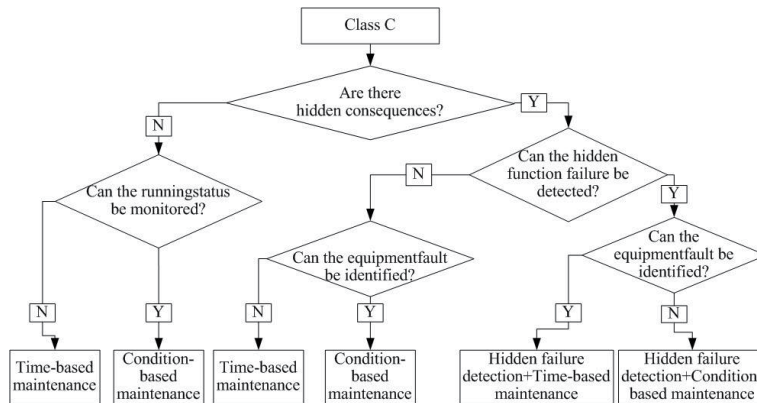 Class C
Are there
hidden consequences?
N
Y
Can the runningstatus
be monitored?
N
Can the hidden
function failure be
detected?
Y
Can the equipmentfault
be identified?
Can the
equipmentfault be
identified?
N
Y
N
Y
Y
N
Time-based
maintenance
Condition-
based
maintenance
Time-based
maintenance
Condition-
based
maintenance
Hidden failure
detection+Time-based
maintenance
Hidden failure
detection+Condition
based maintenance